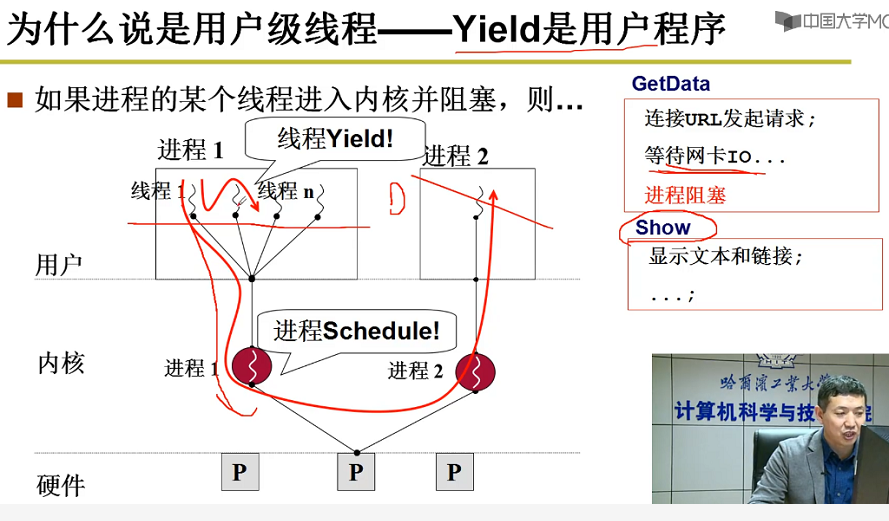 为什么说是用户级线程——Yield是用户程序
中国大学MO
■ 如果进程的某个线程进入内核并阻塞，则...
GetData
连接URL发起请求;
等待网卡IO...
进程阻塞
Show
显示文本和链接;
...;
进程 1
线程Yield!
进程 2
线程 1
线程 n
D
用户
进程Schedule!
内核
进程 1
进程 2
硬件
P
P
P
哈尔滨工业大学
计算机科学与技
院